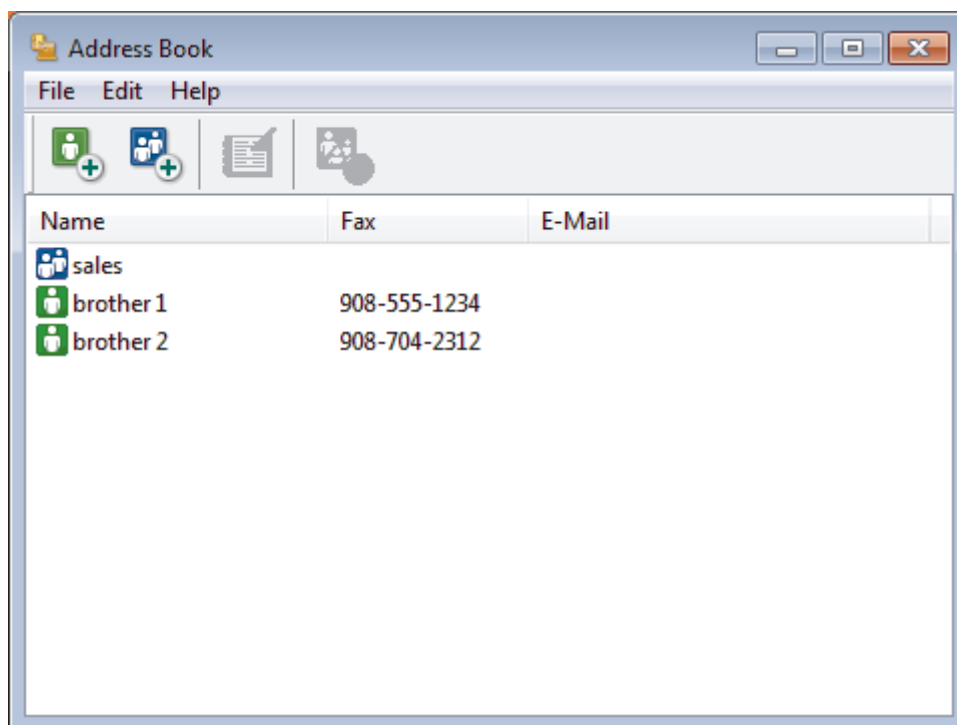 Address Book
File Edit Help
Name Fax E-Mail
sales
brother 1 908-555-1234
brother 2 908-704-2312